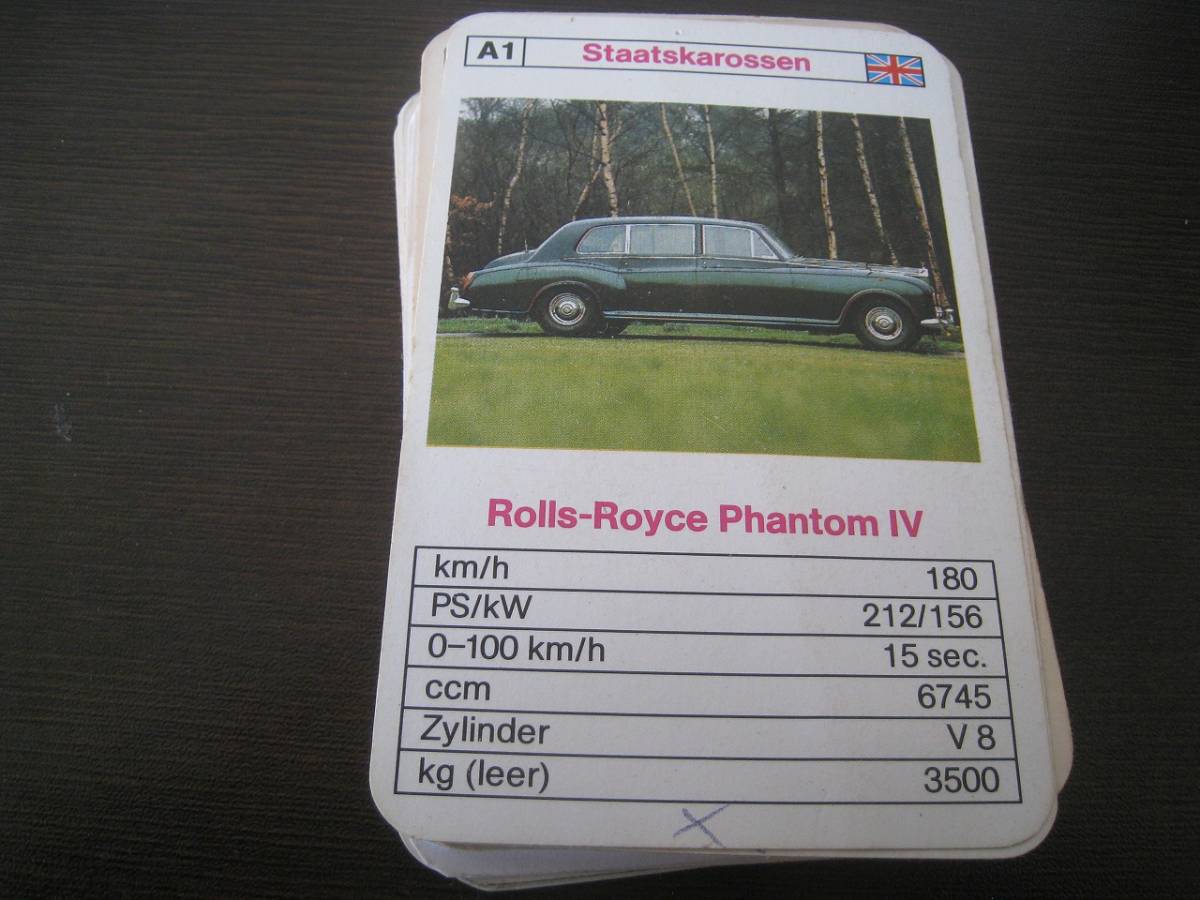 A1 Staatskarossen
Rolls-Royce Phantom IV
km/h 180
PS/kW 212/156
0–100 km/h 15 sec.
ccm 6745
Zylinder V 8
kg (leer) 3500
X